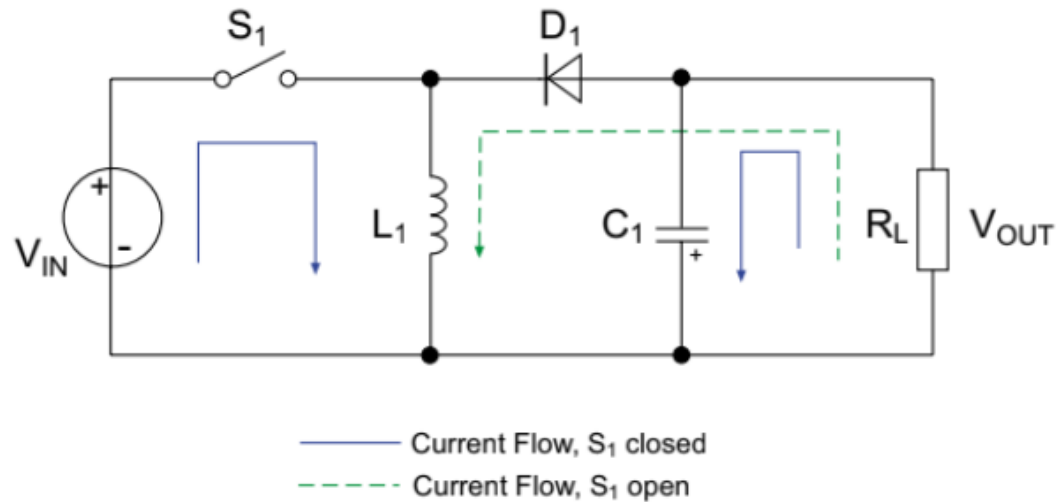 S1 D1
+
-
VIN
L1
C1
+
RL
VOUT
Current Flow, S1 closed
Current Flow, S1 open